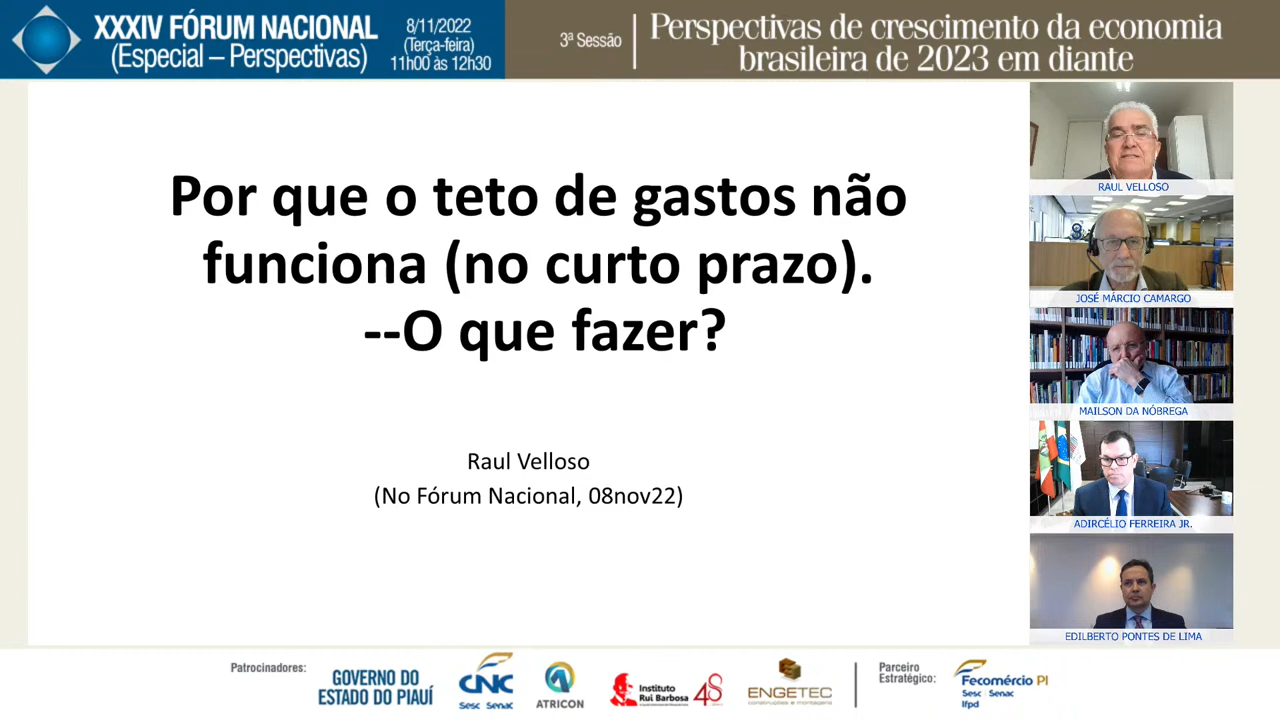 XXXIV FÓRUM NACIONAL
(Especial – Perspectivas)
8/11/2022
(Terça-feira)
11h00 às 12h30
3ª Sessão
Perspectivas de crescimento da economia
brasileira de 2023 em diante
Por que o teto de gastos não
funciona (no curto prazo).
--O que fazer?
Raul Velloso
(No Fórum Nacional, 08nov22)
RAUL VELLOSO
JOSÉ MÁRCIO CAMARGO
MAILSON DA NÓBREGA
ADIRCÉLIO FERREIRA JR.
EDILBERTO PONTES DE LIMA
Patrocinadores:
GOVERNO DO
ESTADO DO PIAUÍ
CNC
Sesc Senac
ATRICON
Instituto
Rui Barbosa
ENGETEC
construções e montagens
Parceiro
Estratégico:
Fecomércio PI
Sesc Senac
Ifpd